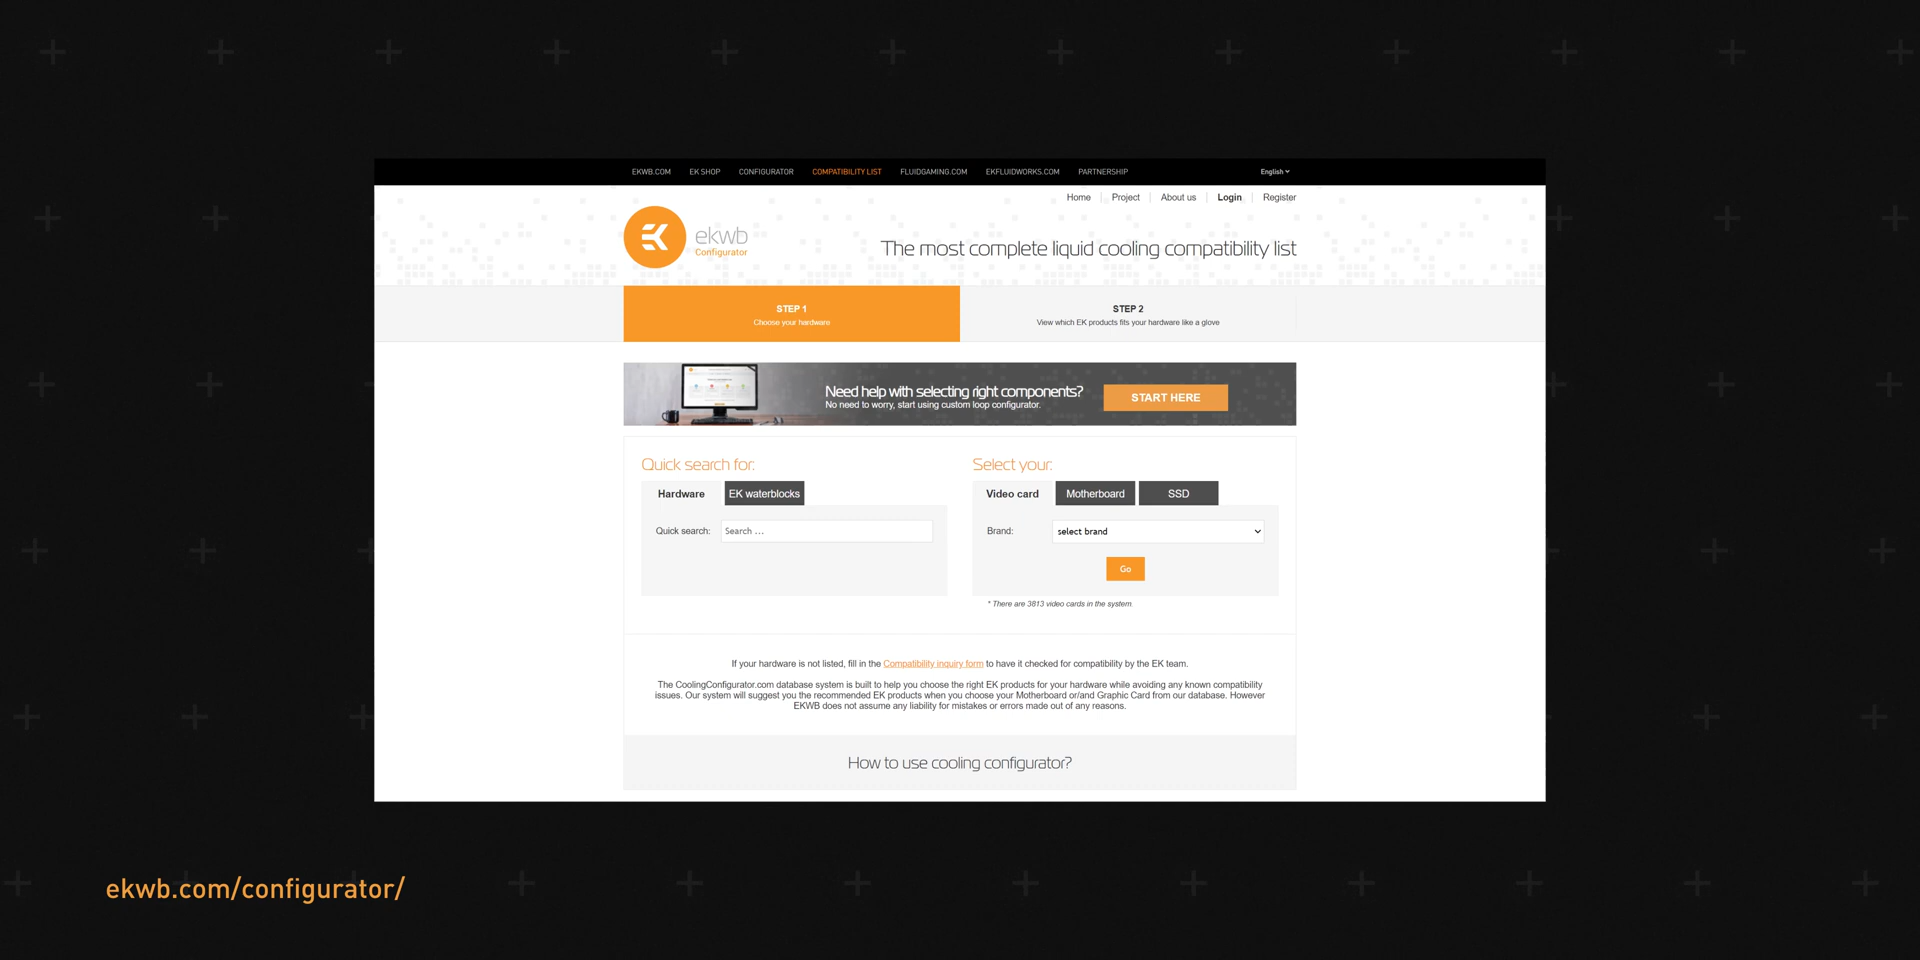 EKWB.COM EK SHOP CONFIGURATOR COMPATIBILITY LIST FLUIDGAMING.COM EKFLUIDWORKS.COM PARTNERSHIP English
Home Project About us Login Register
ekwb
Configurator
The most complete liquid cooling compatibility list
STEP 1
Choose your hardware
STEP 2
View which EK products fits your hardware like a glove
Need help with selecting right components?
No need to worry, start using custom loop configurator.
START HERE
Quick search for:
Hardware EK waterblocks
Quick search: Search ...
Select your:
Video card Motherboard SSD
Brand: select brand
Go
* There are 3813 video cards in the system.
If your hardware is not listed, fill in the Compatibility inquiry form to have it checked for compatibility by the EK team.
The CoolingConfigurator.com database system is built to help you choose the right EK products for your hardware while avoiding any known compatibility
issues. Our system will suggest you the recommended EK products when you choose your Motherboard or/and Graphic Card from our database. However
EKWB does not assume any liability for mistakes or errors made out of any reasons.
How to use cooling configurator?
ekwb.com/configurator/